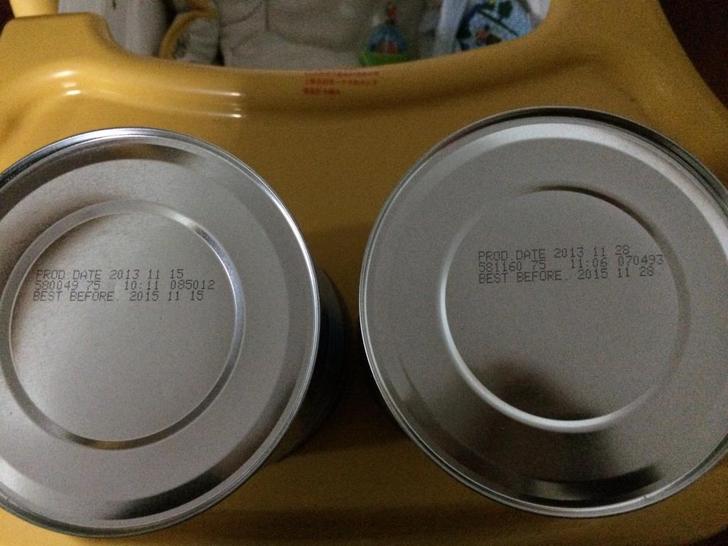 PROD.DATE 2013 11 15
580049 75 10:11 085012
BEST BEFORE. 2015 11 15
PROD.DATE 2013 11 28
581160 75 11:06 070493
BEST BEFORE. 2015 11 28